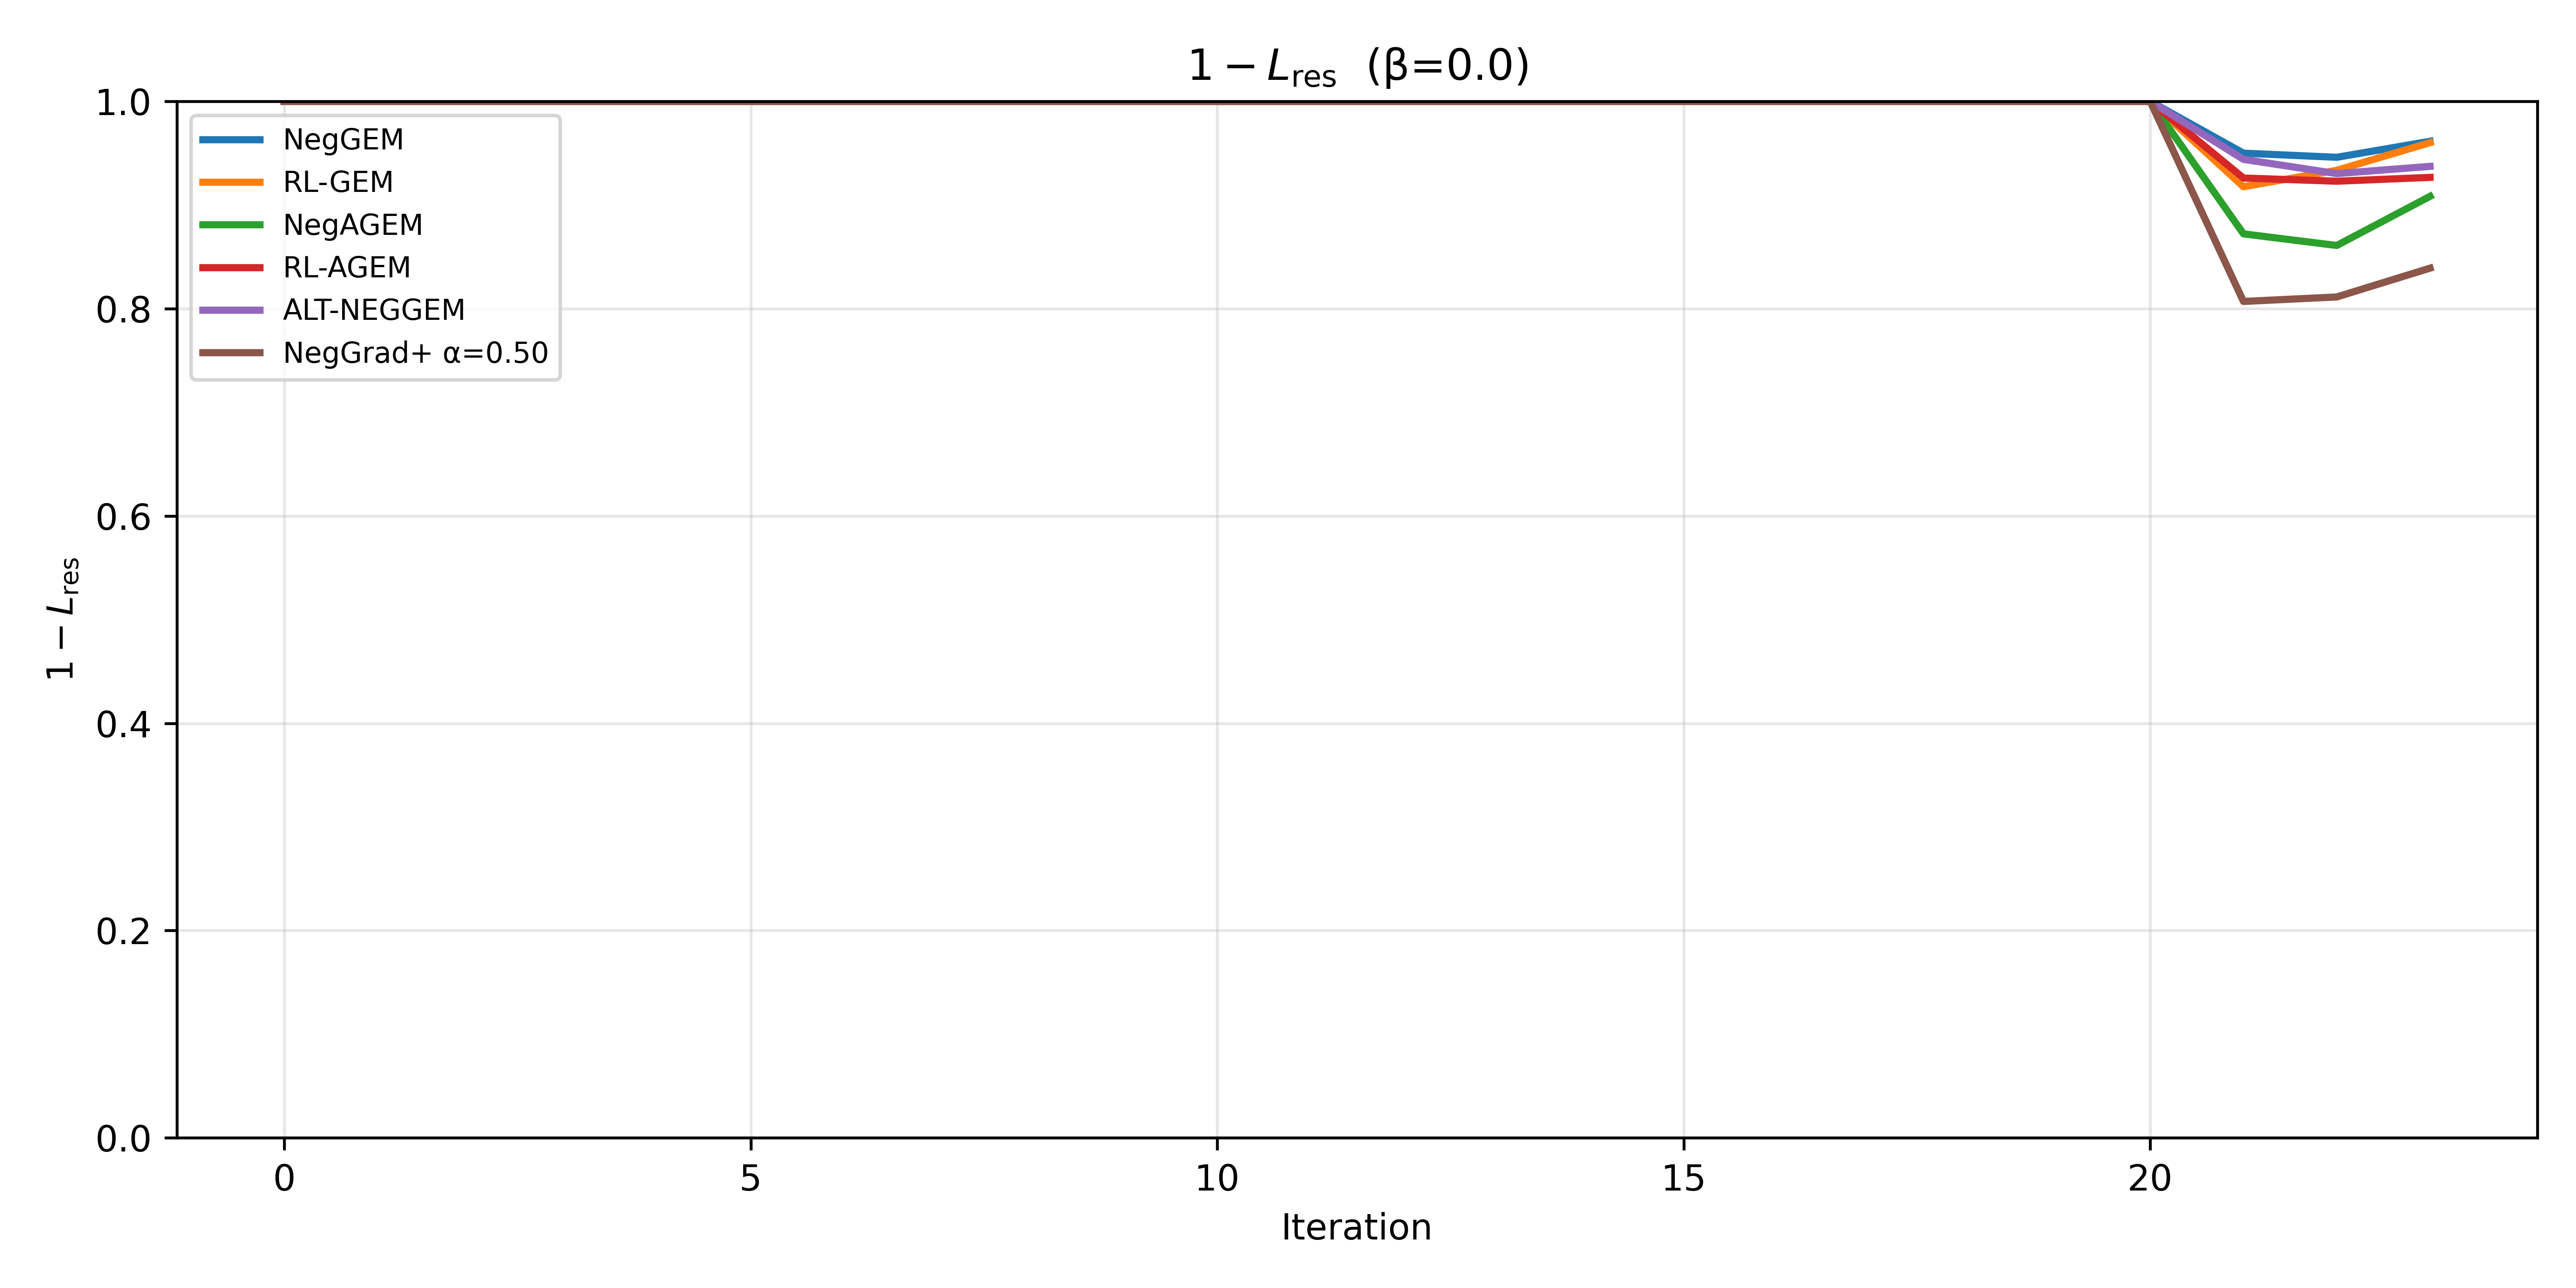 1 − L_res (β=0.0)
1.0
0.8
0.6
0.4
0.2
0.0
1 − L_res
NegGEM
RL-GEM
NegAGEM
RL-AGEM
ALT-NEGGEM
NegGrad+ α=0.50
0 5 10 15 20
Iteration